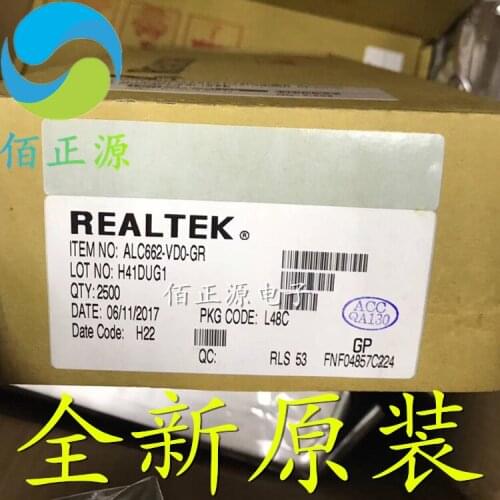 佰正源
REALTEK ®
ITEM NO: ALC662-VD0-GR
LOT NO: H41DUG1
QTY: 2500
佰正源电子
DATE: 06/11/2017
PKG CODE: L48C
Date Code: H22
ACC
QA130
GP
QC:
RLS 53
FNF04857C224
全新原装